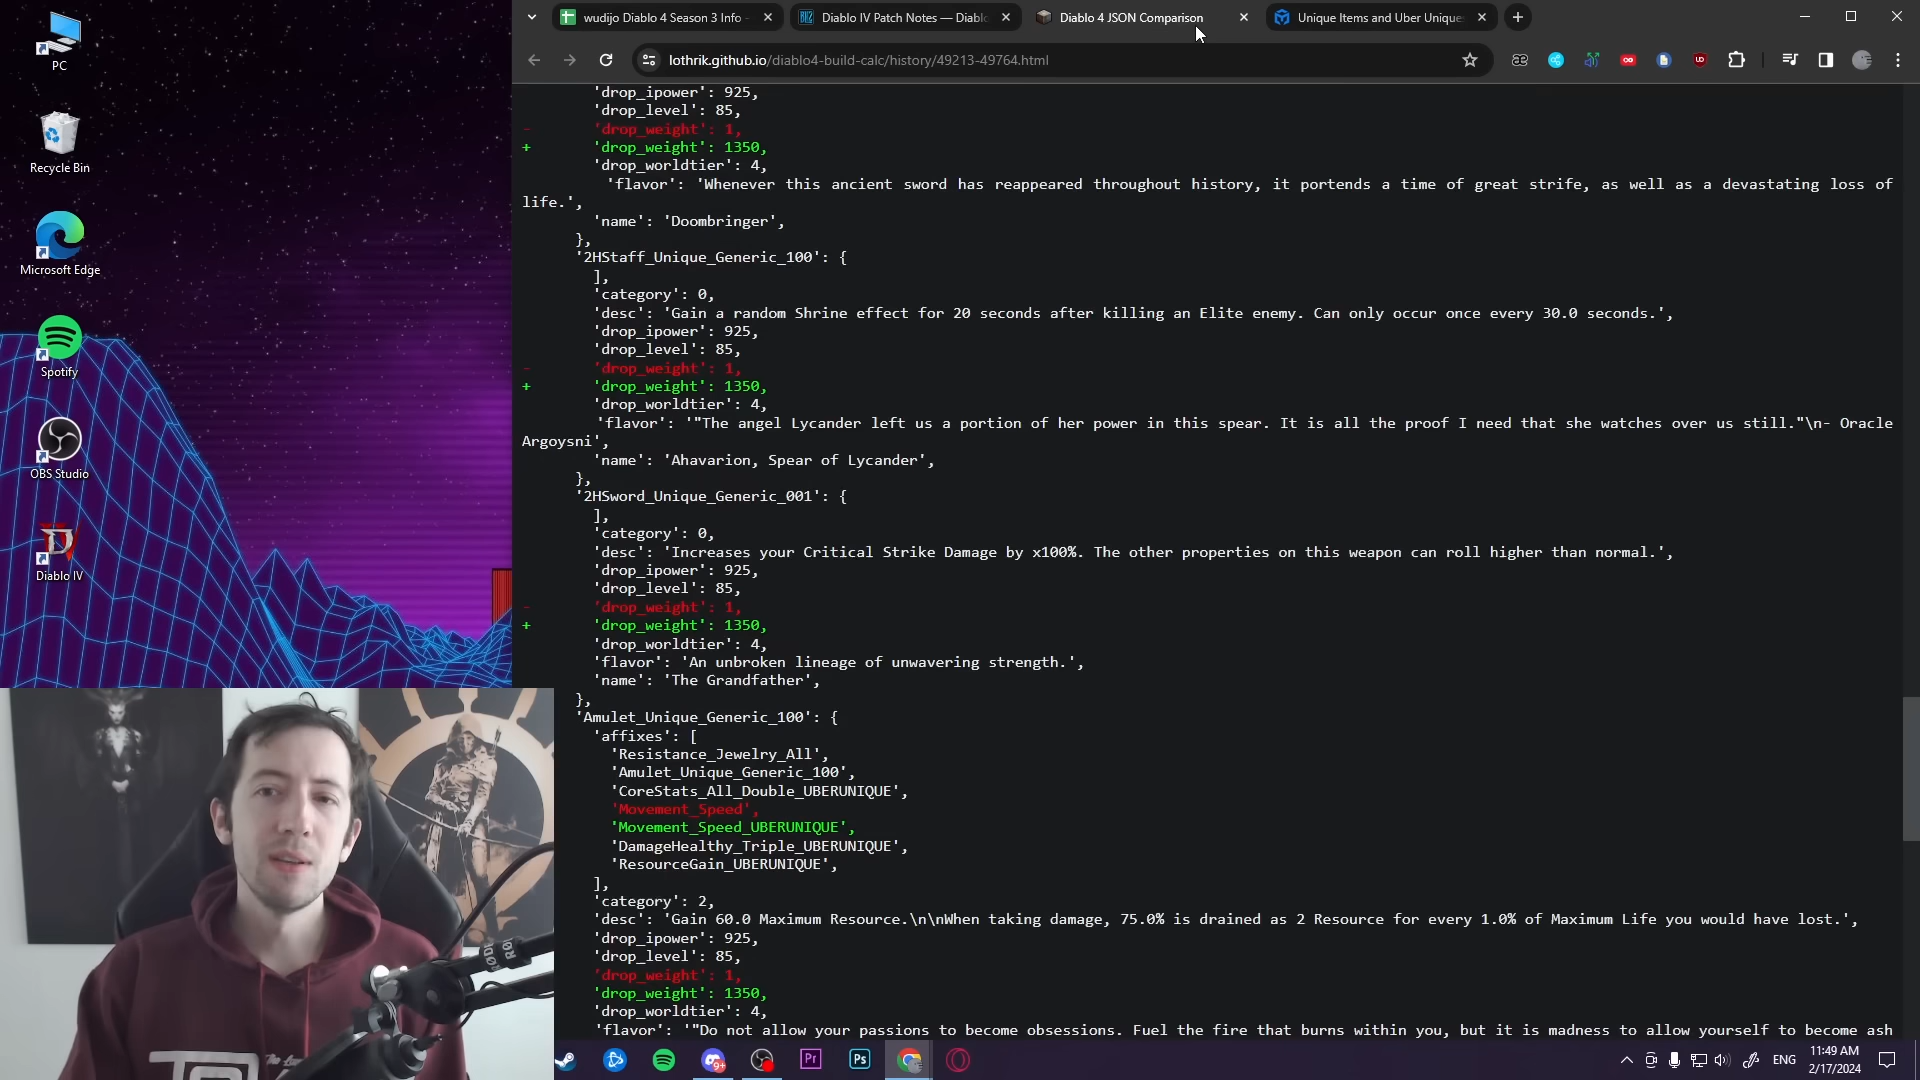 PC
Recycle Bin
Microsoft Edge
Spotify
OBS Studio
Diablo IV
wudijo Diablo 4 Season 3 Info -
Diablo IV Patch Notes — Diablo
Diablo 4 JSON Comparison
Unique Items and Uber Uniques
lothrik.github.io/diablo4-build-calc/history/49213-49764.html
'drop_ipower': 925,
'drop_level': 85,
- 'drop_weight': 1,
+ 'drop_weight': 1350,
'drop_worldtier': 4,
'flavor': 'Whenever this ancient sword has reappeared throughout history, it portends a time of great strife, as well as a devastating loss of
life.',
'name': 'Doombringer',
},
'2HStaff_Unique_Generic_100': {
],
'category': 0,
'desc': 'Gain a random Shrine effect for 20 seconds after killing an Elite enemy. Can only occur once every 30.0 seconds.',
'drop_ipower': 925,
'drop_level': 85,
- 'drop_weight': 1,
+ 'drop_weight': 1350,
'drop_worldtier': 4,
'flavor': '"The angel Lycander left us a portion of her power in this spear. It is all the proof I need that she watches over us still."\n- Oracle
Argoysni',
'name': 'Ahavarion, Spear of Lycander',
},
'2HSword_Unique_Generic_001': {
],
'category': 0,
'desc': 'Increases your Critical Strike Damage by x100%. The other properties on this weapon can roll higher than normal.',
'drop_ipower': 925,
'drop_level': 85,
- 'drop_weight': 1,
+ 'drop_weight': 1350,
'drop_worldtier': 4,
'flavor': 'An unbroken lineage of unwavering strength.',
'name': 'The Grandfather',
},
'Amulet_Unique_Generic_100': {
'affixes': [
'Resistance_Jewelry_All',
'Amulet_Unique_Generic_100',
'CoreStats_All_Double_UBERUNIQUE',
'Movement_Speed',
'Movement_Speed_UBERUNIQUE',
'DamageHealthy_Triple_UBERUNIQUE',
'ResourceGain_UBERUNIQUE',
],
'category': 2,
'desc': 'Gain 60.0 Maximum Resource.\n\nWhen taking damage, 75.0% is drained as 2 Resource for every 1.0% of Maximum Life you would have lost.',
'drop_ipower': 925,
'drop_level': 85,
'drop_weight': 1,
'drop_weight': 1350,
'drop_worldtier': 4,
'flavor': '"Do not allow your passions to become obsessions. Fuel the fire that burns within you, but it is madness to allow yourself to become ash
9+
Pr
Ps
ENG
11:49 AM
2/17/2024